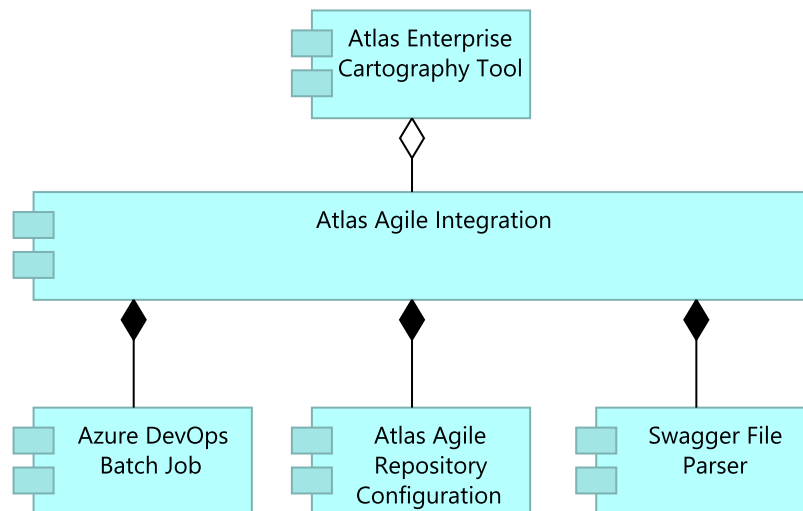 Atlas Enterprise
Cartography Tool
Atlas Agile Integration
Azure DevOps
Batch Job
Atlas Agile
Repository
Configuration
Swagger File
Parser